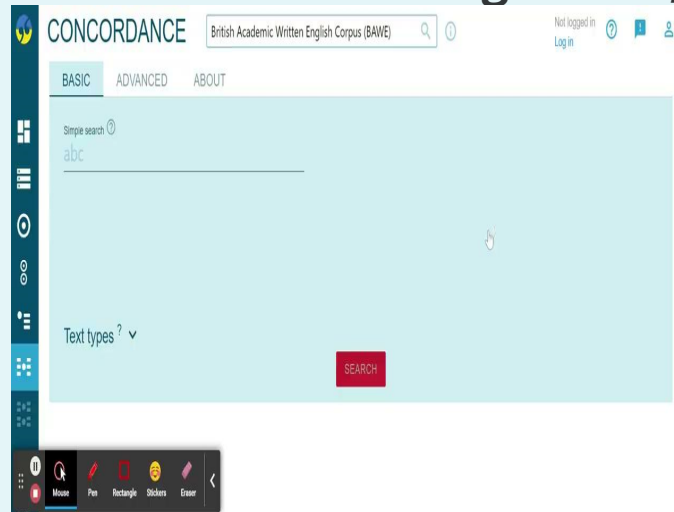 CONCORDANCE
British Academic Written English Corpus (BAWE)
Not logged in
Log in
BASIC ADVANCED ABOUT
Simple search ?
abc
Text types ?
SEARCH
Mouse Pen Rectangle Stickers Eraser